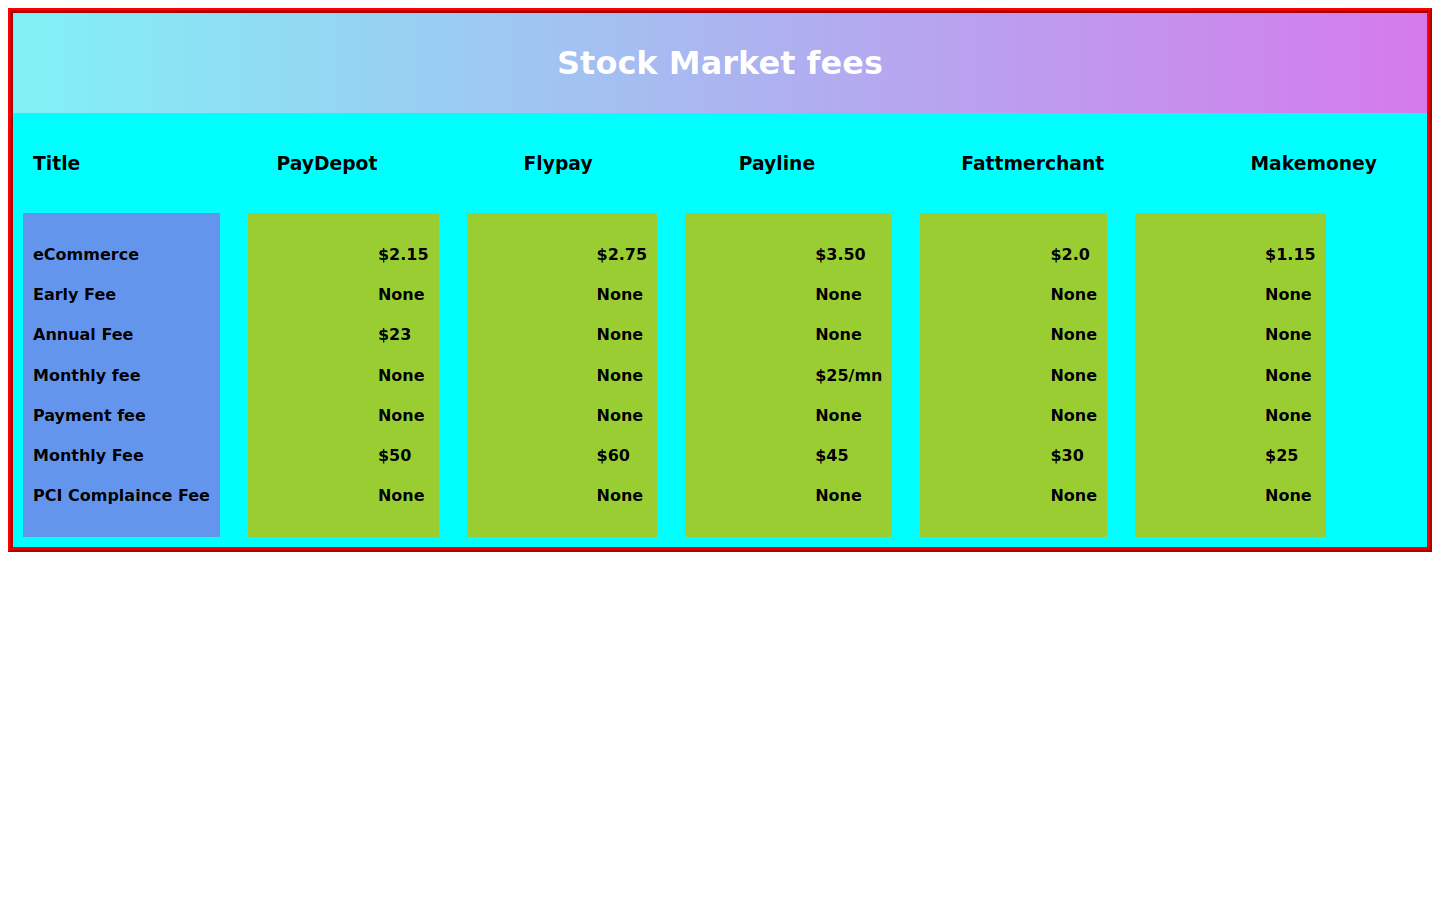 Stock Market fees
Title PayDepot Flypay Payline Fattmerchant Makemoney
eCommerce $2.15 $2.75 $3.50 $2.0 $1.15
Early Fee None None None None None
Annual Fee $23 None None None None
Monthly fee None None $25/mn None None
Payment fee None None None None None
Monthly Fee $50 $60 $45 $30 $25
PCI Complaince Fee None None None None None